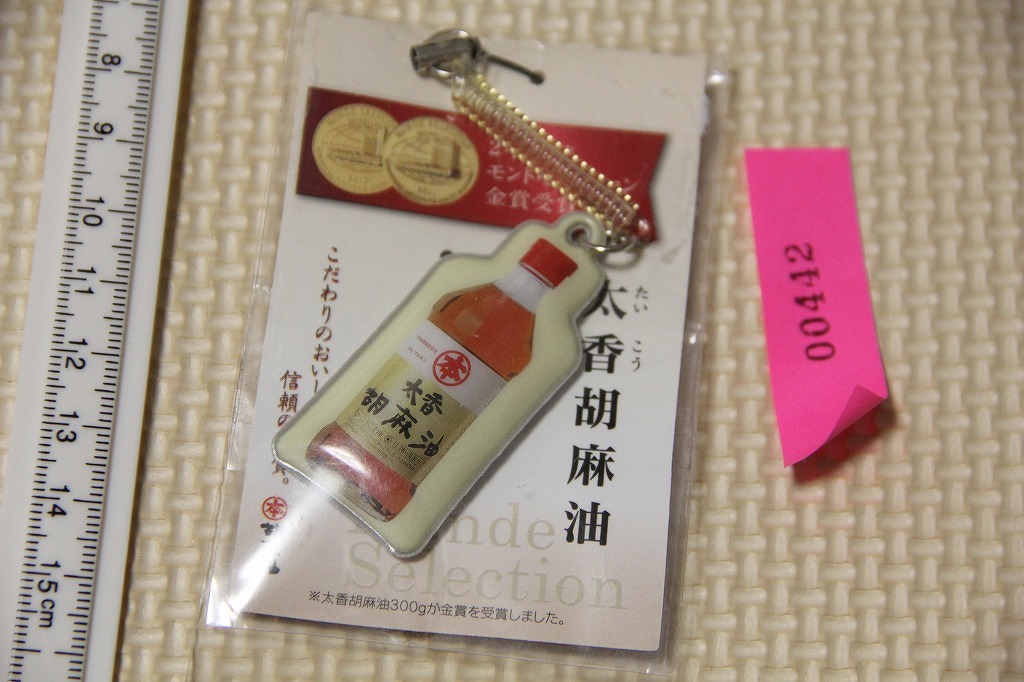 8
9
10
11
12
13
14
15cm
モンド
金賞受賞
たいこう
太香胡麻油
こだわりのおいし
信頼の
太香
胡麻油
Monde
Selection
※太香胡麻油300gが金賞を受賞しました。
00442